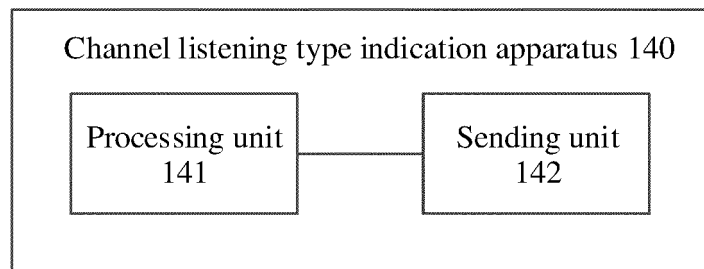 Channel listening type indication apparatus 140
Processing unit
141
Sending unit
142